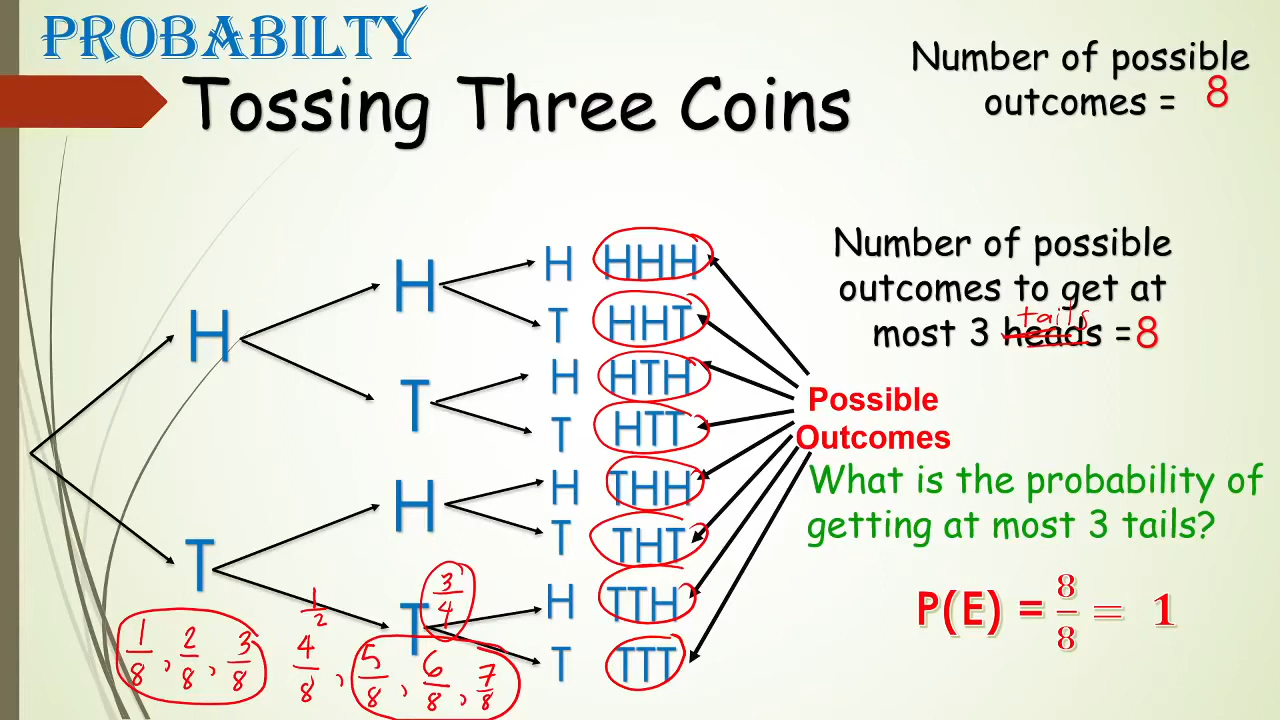 PROBABILTY
Tossing Three Coins
Number of possible
outcomes = 8
Number of possible
outcomes to get at
tails
most 3 heads =8
H
T
H
T
H
T
H
T
H
T
H
T
H
T
HHH
HHT
HTH
HTT
THH
THT
TTH
TTT
Possible
Outcomes
What is the probability of
getting at most 3 tails?
P(E) = 8/8 = 1
1/2
3/4
1/8, 2/8, 3/8 4/8, 5/8, 6/8, 7/8